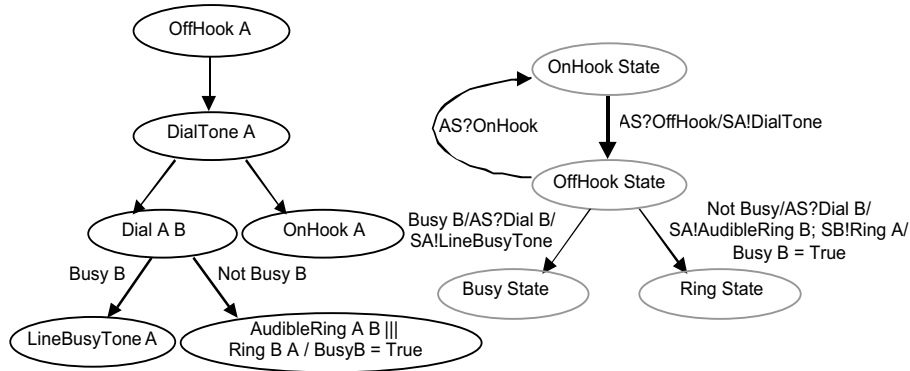 OffHook A
DialTone A
Dial A B
OnHook A
Busy B
Not Busy B
LineBusyTone A
AudibleRing A B |||
Ring B A / BusyB = True
OnHook State
AS?OnHook
AS?OffHook/SA!DialTone
OffHook State
Busy B/AS?Dial B/
SA!LineBusyTone
Not Busy/AS?Dial B/
SA!AudibleRing B; SB!Ring A/
Busy B = True
Busy State
Ring State